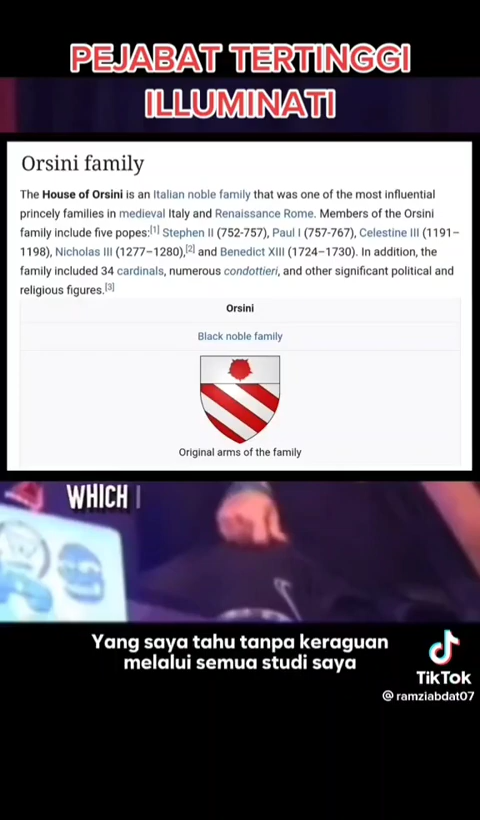 PEJABAT TERTINGGI
ILLUMINATI
Orsini family
The House of Orsini is an Italian noble family that was one of the most influential
princely families in medieval Italy and Renaissance Rome. Members of the Orsini
family include five popes:[1] Stephen II (752-757), Paul I (757-767), Celestine III (1191–
1198), Nicholas III (1277–1280),[2] and Benedict XIII (1724–1730). In addition, the
family included 34 cardinals, numerous condottieri, and other significant political and
religious figures.[3]
Orsini
Black noble family
Original arms of the family
WHICH
Yang saya tahu tanpa keraguan
melalui semua studi saya
TikTok
@ramziabdat07